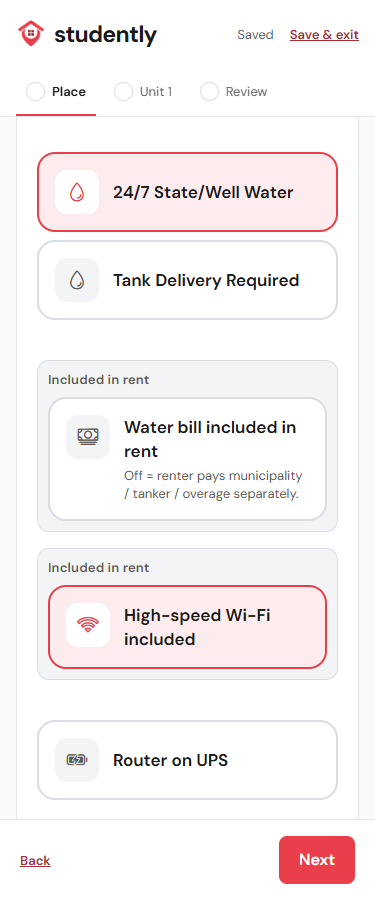 studently
Saved
Save & exit
Place
Unit 1
Review
24/7 State/Well Water
Tank Delivery Required
Included in rent
Water bill included in
rent
Off = renter pays municipality
/ tanker / overage separately.
Included in rent
High-speed Wi-Fi
included
Router on UPS
Back
Next